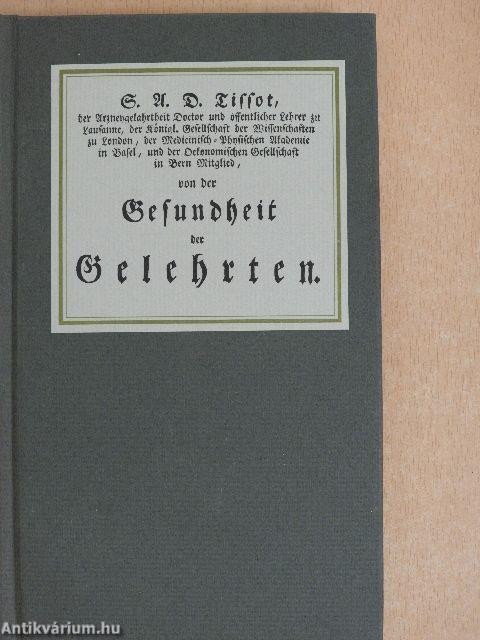 S. A. D. Tissot,
der Arzneygelahrtheit Doctor und öffentlicher Lehrer zu
Lausanne, der Königl. Gesellschaft der Wissenschaften
zu London, der Medicinisch-Physischen Akademie
in Basel, und der Oekonomischen Gesellschaft
in Bern Mitglied,
von der
Gesundheit
der
Gelehrten.
Antikvárium.hu